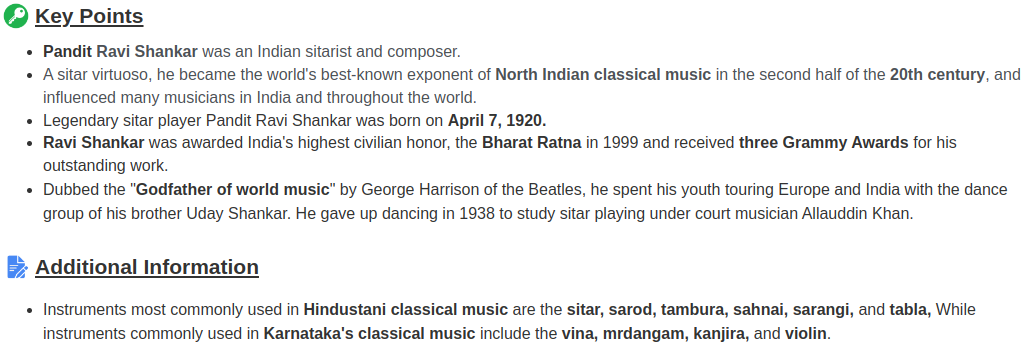 Key Points
Pandit Ravi Shankar was an Indian sitarist and composer.
A sitar virtuoso, he became the world's best-known exponent of North Indian classical music in the second half of the 20th century, and
influenced many musicians in India and throughout the world.
Legendary sitar player Pandit Ravi Shankar was born on April 7, 1920.
Ravi Shankar was awarded India's highest civilian honor, the Bharat Ratna in 1999 and received three Grammy Awards for his
outstanding work.
Dubbed the "Godfather of world music" by George Harrison of the Beatles, he spent his youth touring Europe and India with the dance
group of his brother Uday Shankar. He gave up dancing in 1938 to study sitar playing under court musician Allauddin Khan.
Additional Information
Instruments most commonly used in Hindustani classical music are the sitar, sarod, tambura, sahnai, sarangi, and tabla, While
instruments commonly used in Karnataka's classical music include the vina, mrdangam, kanjira, and violin.